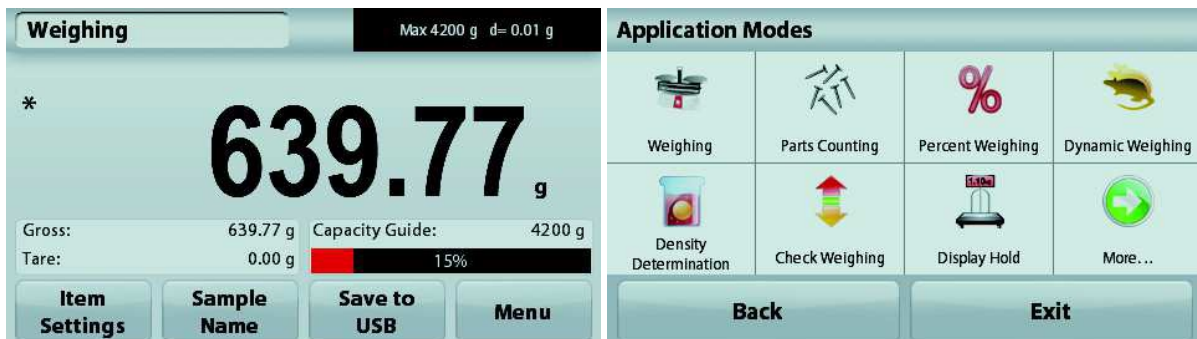 Weighing
Max 4200 g d= 0.01 g
*
639.77 g
Gross: 639.77 g
Tare: 0.00 g
Capacity Guide: 4200 g
15%
Item Settings
Sample Name
Save to USB
Menu
Application Modes
%
Weighing
Parts Counting
Percent Weighing
Dynamic Weighing
1.10g
Density Determination
Check Weighing
Display Hold
More...
Back
Exit